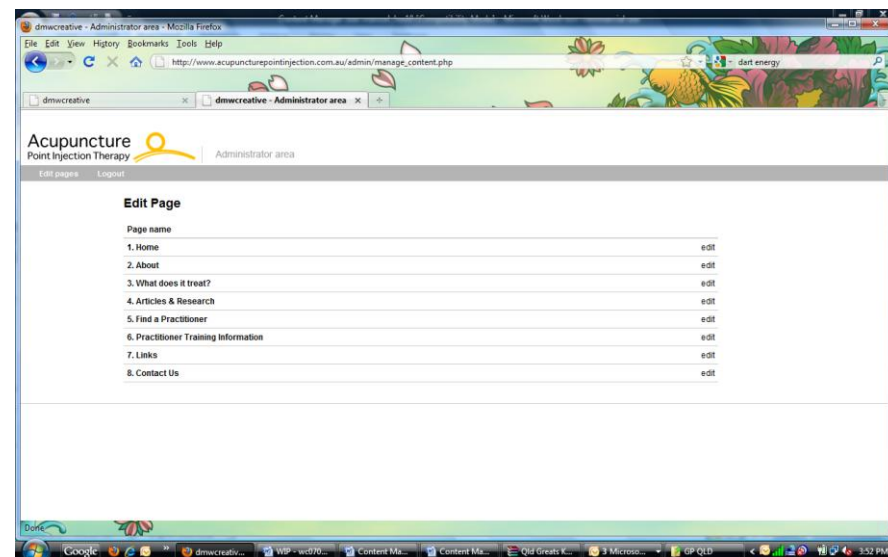 dmwcreative - Administrator area - Mozilla Firefox
File Edit View History Bookmarks Tools Help
http://www.acupuncturepointinjection.com.au/admin/manage_content.php
dart energy
dmwcreative
dmwcreative - Administrator area
Acupuncture
Point Injection Therapy
Administrator area
Edit pages Logout
Edit Page
Page name
1. Home edit
2. About edit
3. What does it treat? edit
4. Articles & Research edit
5. Find a Practitioner edit
6. Practitioner Training Information edit
7. Links edit
8. Contact Us edit
Done
Google dmwcreativ... WIP - wc070... Content Ma... Content Ma... Qld Greats K... 3 Microso... GP QLD 3:52 PM